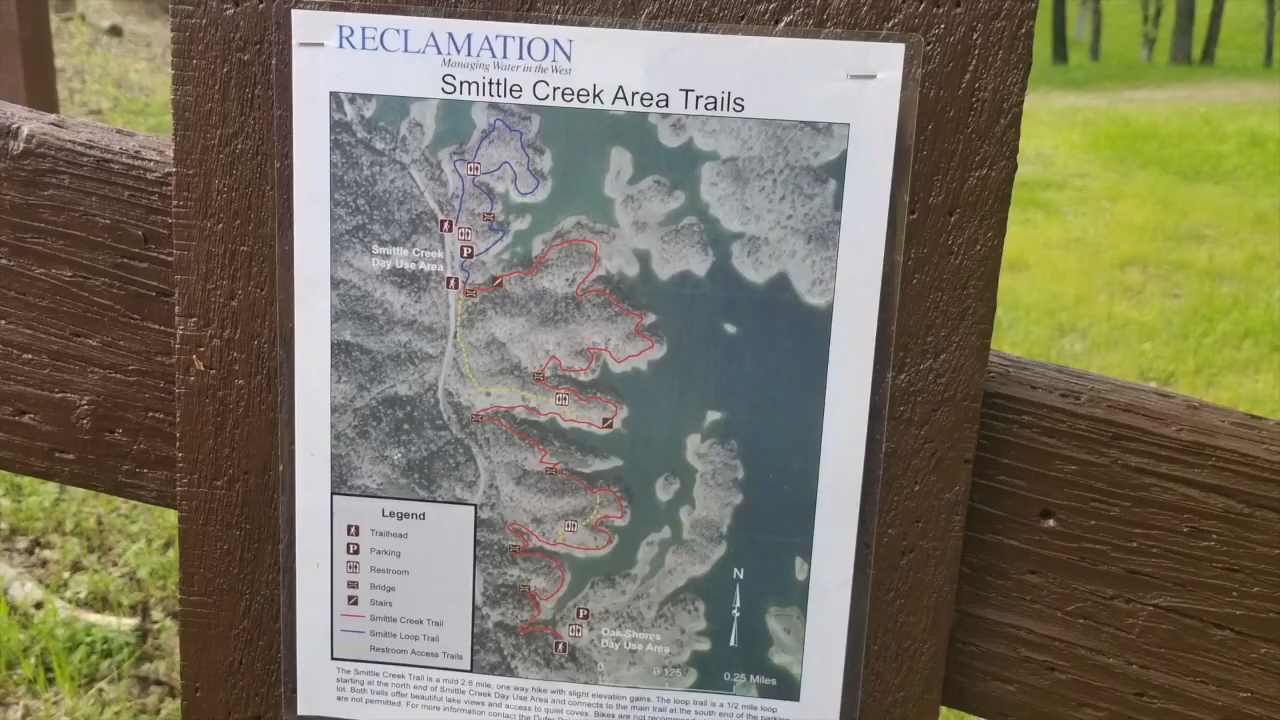 RECLAMATION
Managing Water in the West
Smittle Creek Area Trails
P
Smittle Creek
Day Use Area
P
Oak Shores
Day Use Area
N
0 0.125 0.25 Miles
Legend
Trailhead
P Parking
Restroom
Bridge
Stairs
Smittle Creek Trail
Smittle Loop Trail
Restroom Access Trails
The Smittle Creek Trail is a mild 2.6 mile, one way hike with slight elevation gains. The loop trail is a 1/2 mile loop
starting at the north end of Smittle Creek Day Use Area and connects to the main trail at the south end of the parking
lot. Both trails offer beautiful lake views and access to quiet coves. Bikes are not
are not permitted. For more information contact the